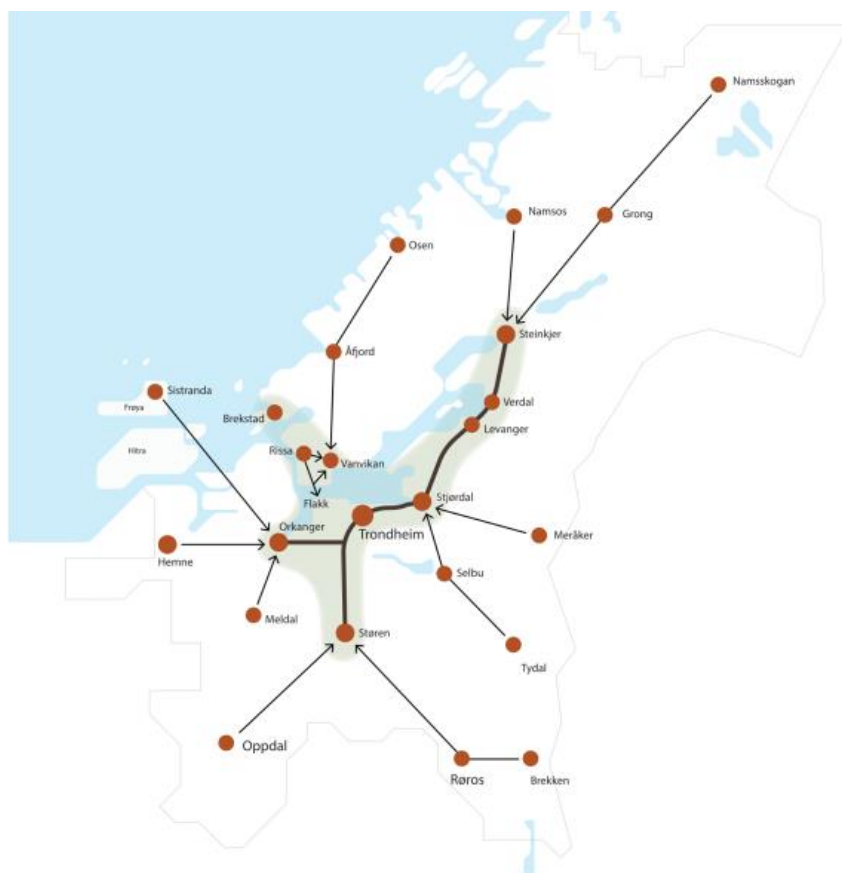 Namsskogan
Namsos
Grong
Osen
Steinkjer
Åfjord
Sistranda
Frøya
Verdal
Brekstad
Levanger
Hitra
Rissa
Vanvikan
Flakk
Stjørdal
Orkanger
Trondheim
Meråker
Hemne
Selbu
Meldal
Støren
Tydal
Oppdal
Røros
Brekken